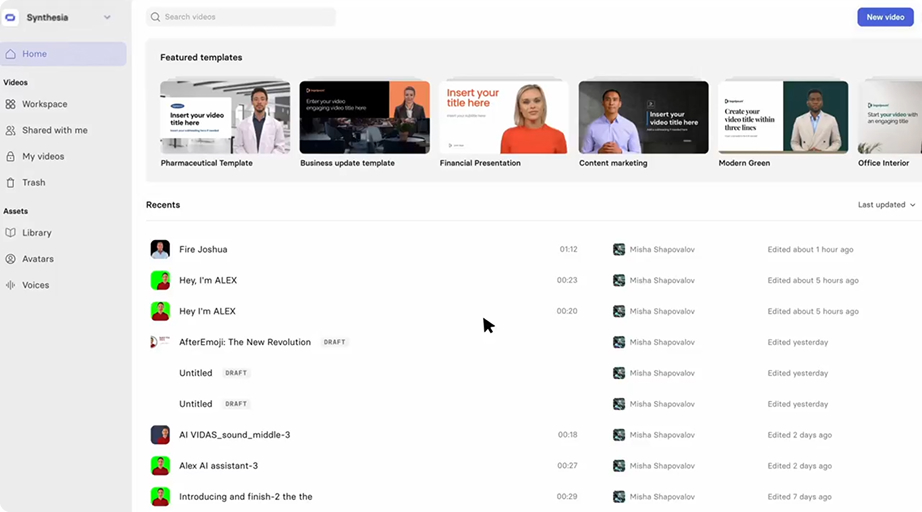 Synthesia
Search videos
New video
Home
Videos
Workspace
Shared with me
My videos
Trash
Assets
Library
Avatars
Voices
Featured templates
Insert your video title here
Pharmaceutical Template
Enter your video
engaging video title
Business update template
Insert your
title here
Financial Presentation
Insert your
video title here
Content marketing
Create your
video title within
three lines
Modern Green
Start your video with
an engaging title
Office Interior
Recents
Last updated
Fire Joshua 01:12 Misha Shapovalov Edited about 1 hour ago
Hey, I'm ALEX 00:23 Misha Shapovalov Edited about 5 hours ago
Hey I'm ALEX 00:20 Misha Shapovalov Edited about 5 hours ago
AfterEmoji: The New Revolution DRAFT Misha Shapovalov Edited yesterday
Untitled DRAFT Misha Shapovalov Edited yesterday
Untitled DRAFT Misha Shapovalov Edited yesterday
AI VIDAS_sound_middle-3 00:18 Misha Shapovalov Edited 2 days ago
Alex AI assistant-3 00:27 Misha Shapovalov Edited 2 days ago
Introducing and finish-2 the the 00:29 Misha Shapovalov Edited 7 days ago